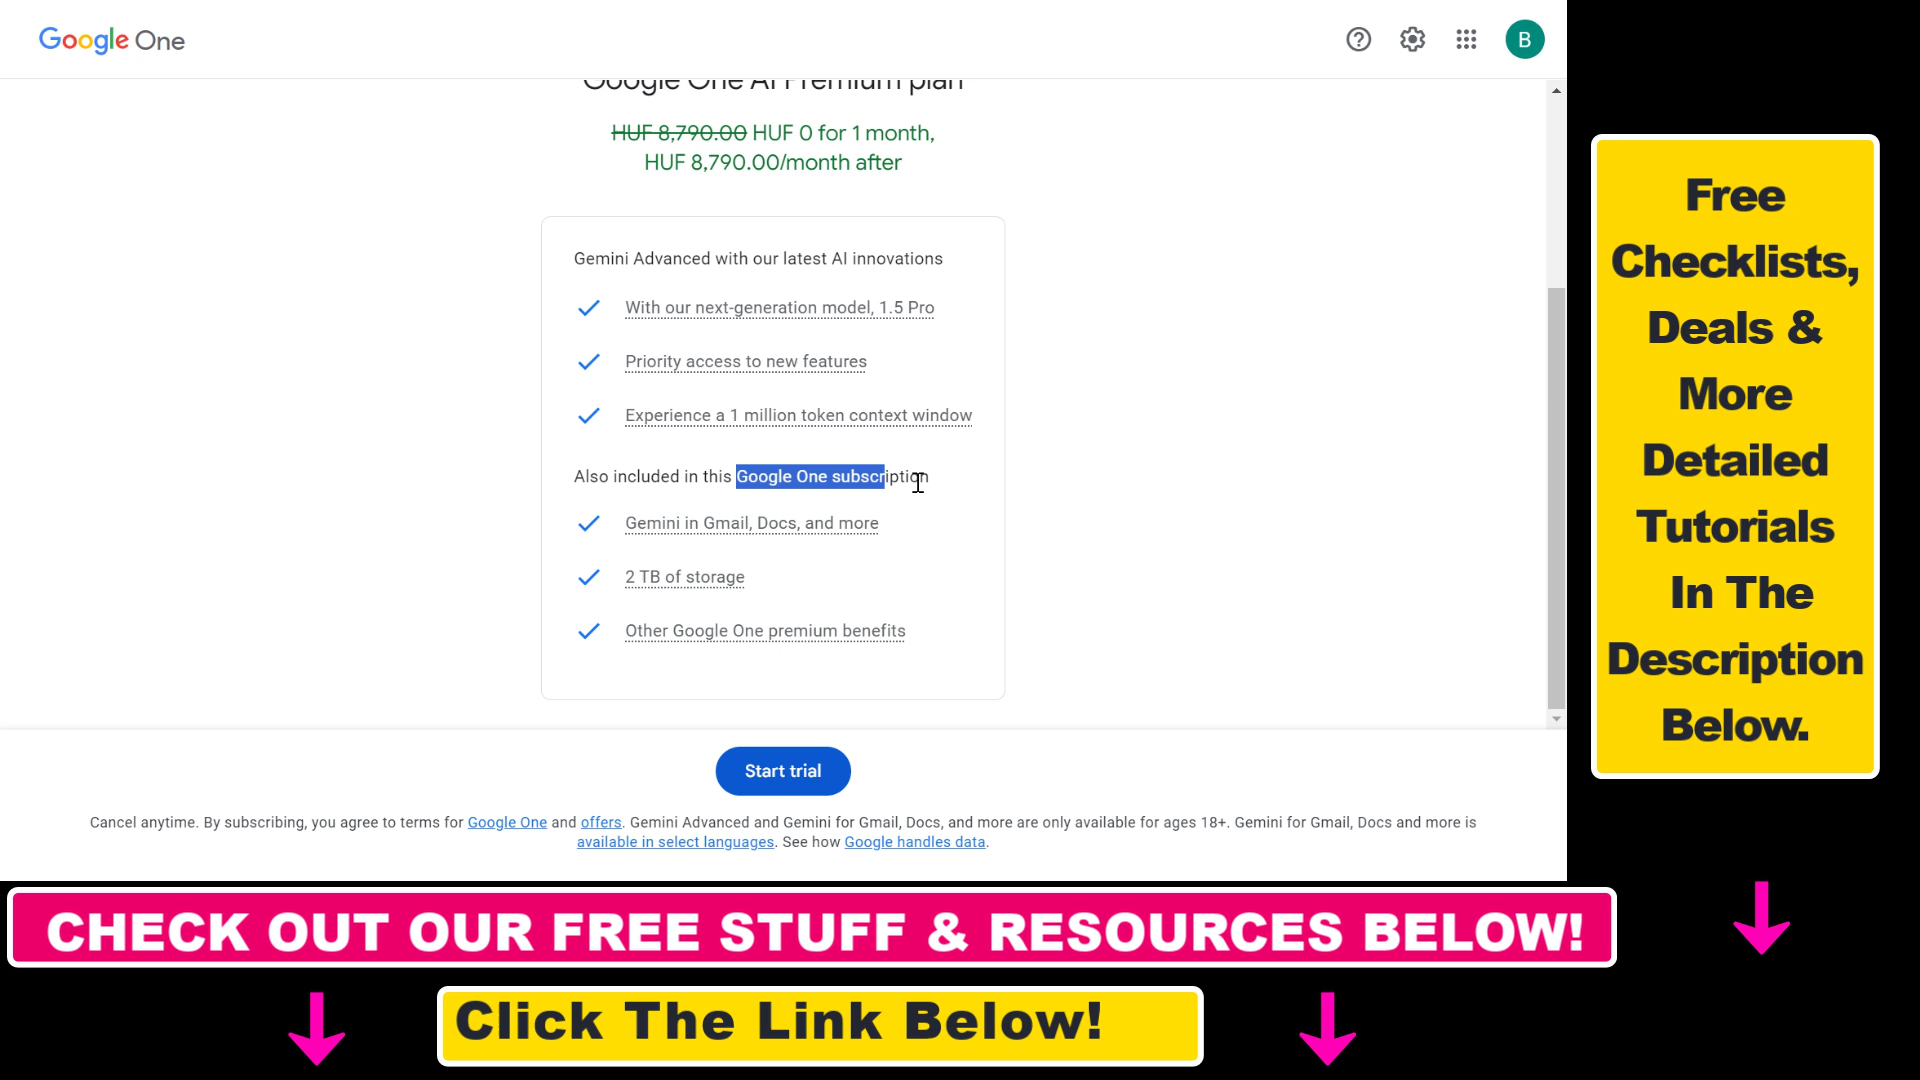 Google One
B
Google One AI Premium plan
HUF 8,790.00 HUF 0 for 1 month,
HUF 8,790.00/month after
Gemini Advanced with our latest AI innovations
With our next-generation model, 1.5 Pro
Priority access to new features
Experience a 1 million token context window
Also included in this Google One subscription
Gemini in Gmail, Docs, and more
2 TB of storage
Other Google One premium benefits
Start trial
Cancel anytime. By subscribing, you agree to terms for Google One and offers. Gemini Advanced and Gemini for Gmail, Docs, and more are only available for ages 18+. Gemini for Gmail, Docs and more is
available in select languages. See how Google handles data.
Free
Checklists,
Deals &
More
Detailed
Tutorials
In The
Description
Below.
CHECK OUT OUR FREE STUFF & RESOURCES BELOW!
Click The Link Below!